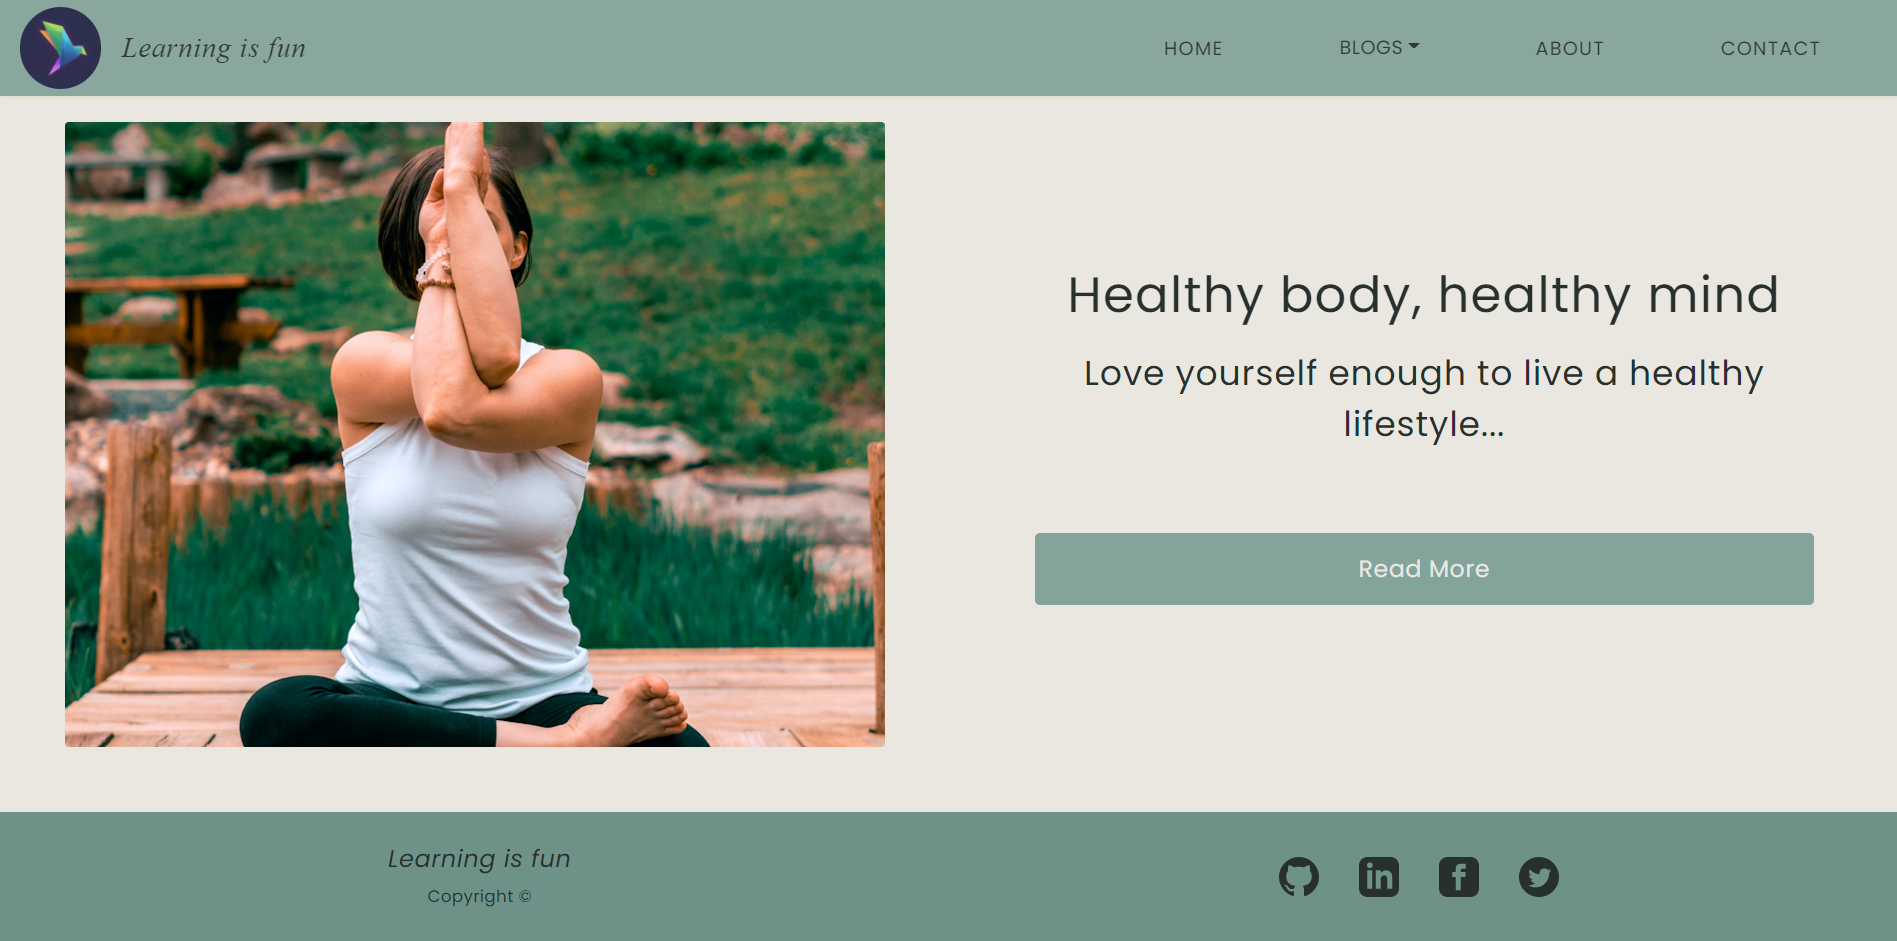 Learning is fun
HOME
BLOGS
ABOUT
CONTACT
Healthy body, healthy mind
Love yourself enough to live a healthy
lifestyle...
Read More
Learning is fun
Copyright ©